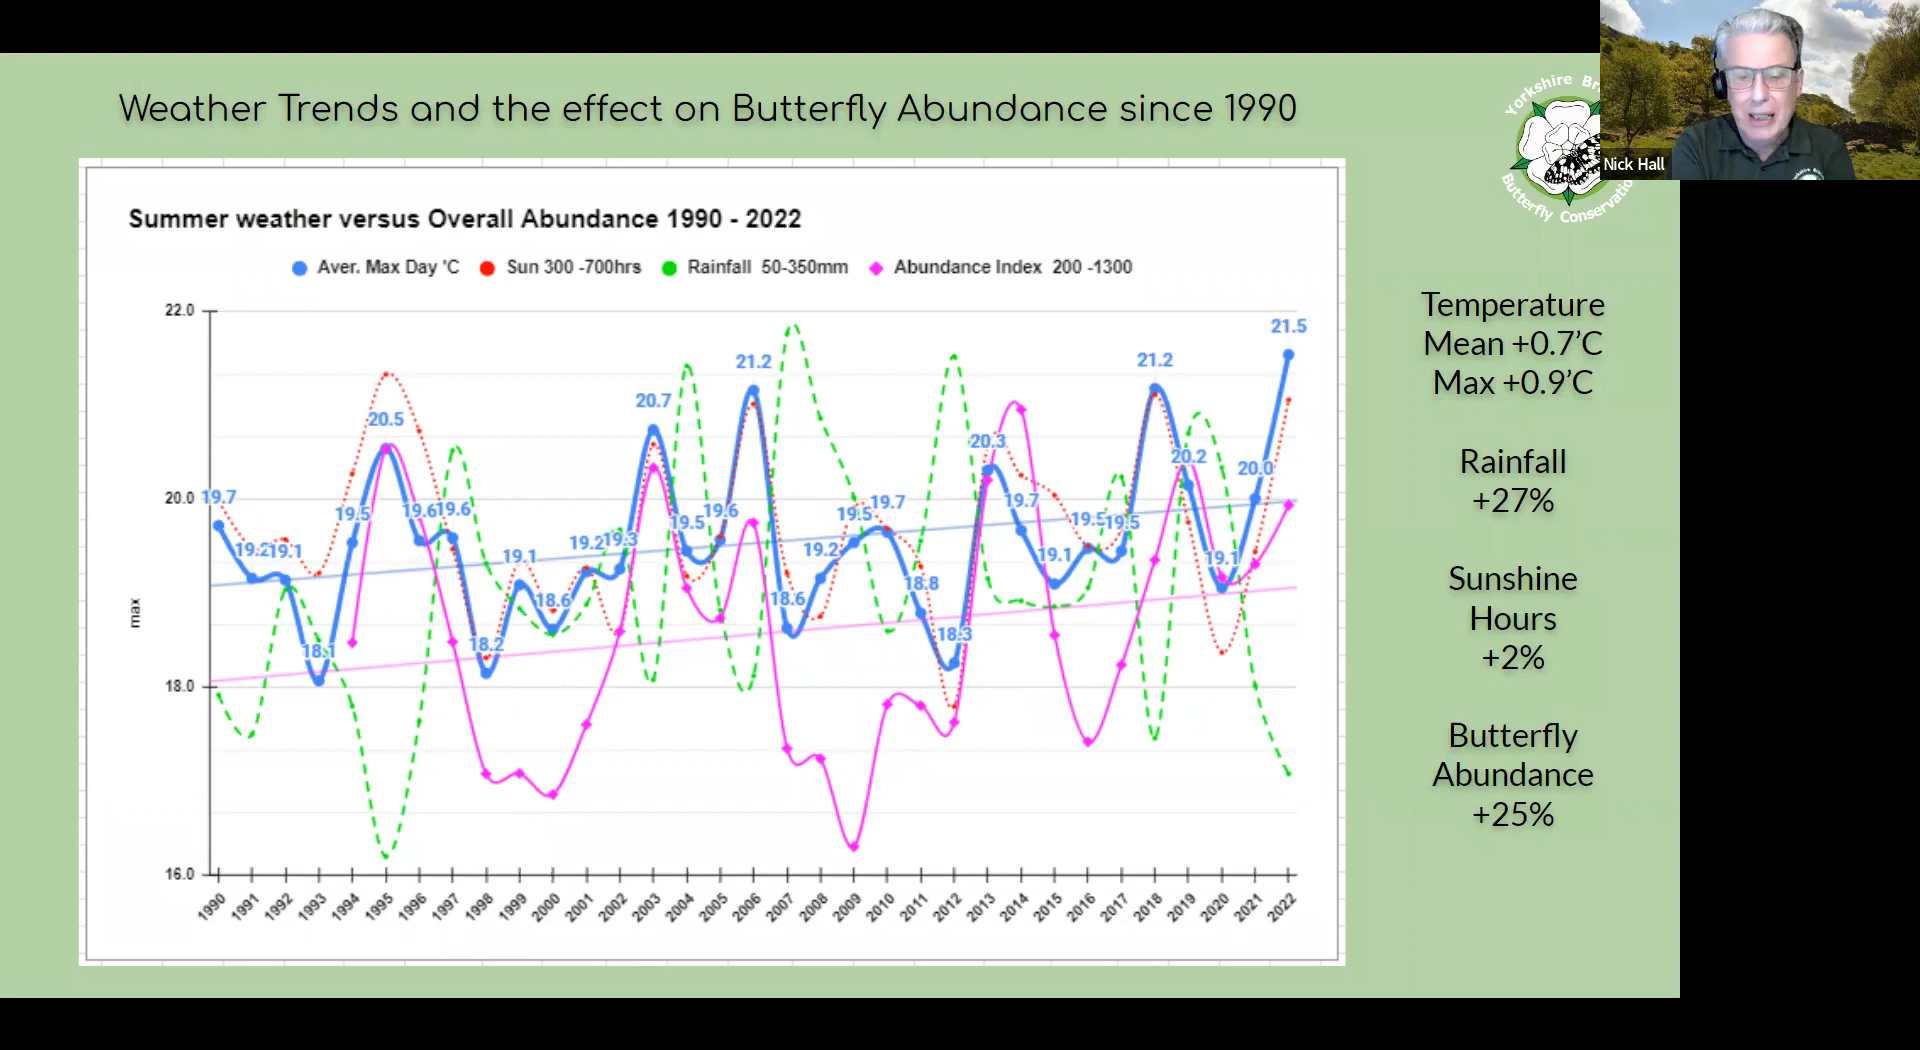 Weather Trends and the effect on Butterfly Abundance since 1990
Yorkshire Br
Butterfly Conservatio
Nick Hall
Summer weather versus Overall Abundance 1990 - 2022
Aver. Max Day 'C Sun 300 -700hrs Rainfall 50-350mm Abundance Index 200 -1300
22.0
20.0
18.0
16.0
max
19.7
19.2
19.1
18.1
19.5
20.5
19.6
19.6
18.2
19.1
18.6
19.2
19.3
20.7
19.5
19.6
21.2
18.6
19.2
19.5
19.7
18.8
18.3
20.3
19.7
19.1
19.5
19.5
21.2
20.2
19.1
20.0
21.5
1990 1991 1992 1993 1994 1995 1996 1997 1998 1999 2000 2001 2002 2003 2004 2005 2006 2007 2008 2009 2010 2011 2012 2013 2014 2015 2016 2017 2018 2019 2020 2021 2022
Temperature
Mean +0.7'C
Max +0.9'C
Rainfall
+27%
Sunshine
Hours
+2%
Butterfly
Abundance
+25%